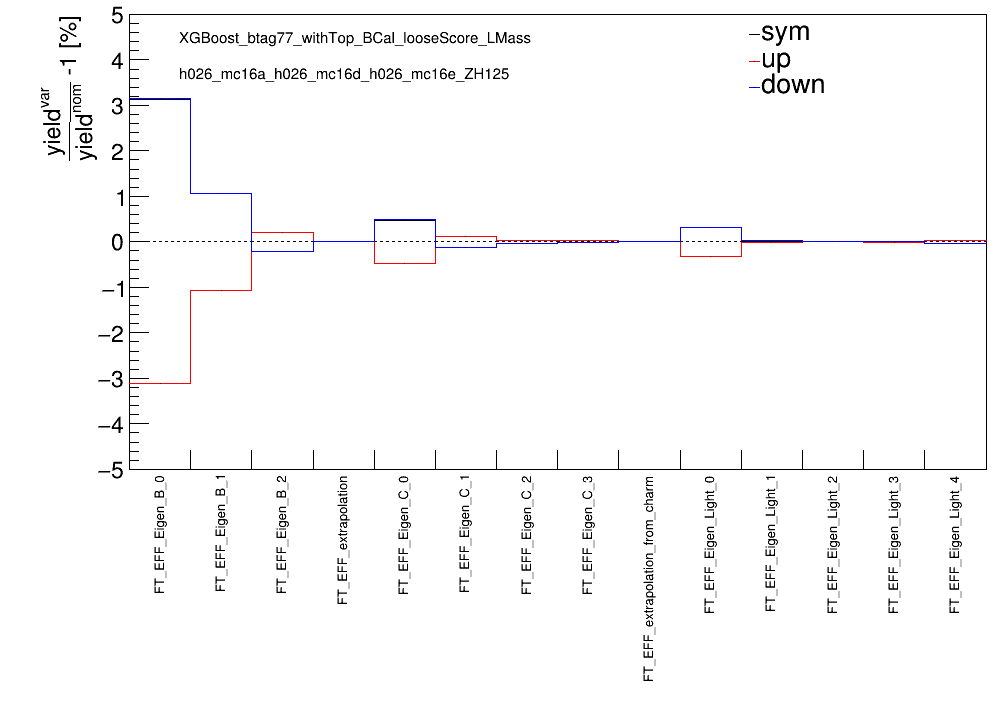 XGBoost_btag77_withTop_BCal_looseScore_LMass
h026_mc16a_h026_mc16d_h026_mc16e_ZH125
sym
up
down
yield^var
yield^nom -1 [%]
5
4
3
2
1
0
−1
−2
−3
−4
−5
FT_EFF_Eigen_B_0
FT_EFF_Eigen_B_1
FT_EFF_Eigen_B_2
FT_EFF_extrapolation
FT_EFF_Eigen_C_0
FT_EFF_Eigen_C_1
FT_EFF_Eigen_C_2
FT_EFF_Eigen_C_3
FT_EFF_extrapolation_from_charm
FT_EFF_Eigen_Light_0
FT_EFF_Eigen_Light_1
FT_EFF_Eigen_Light_2
FT_EFF_Eigen_Light_3
FT_EFF_Eigen_Light_4